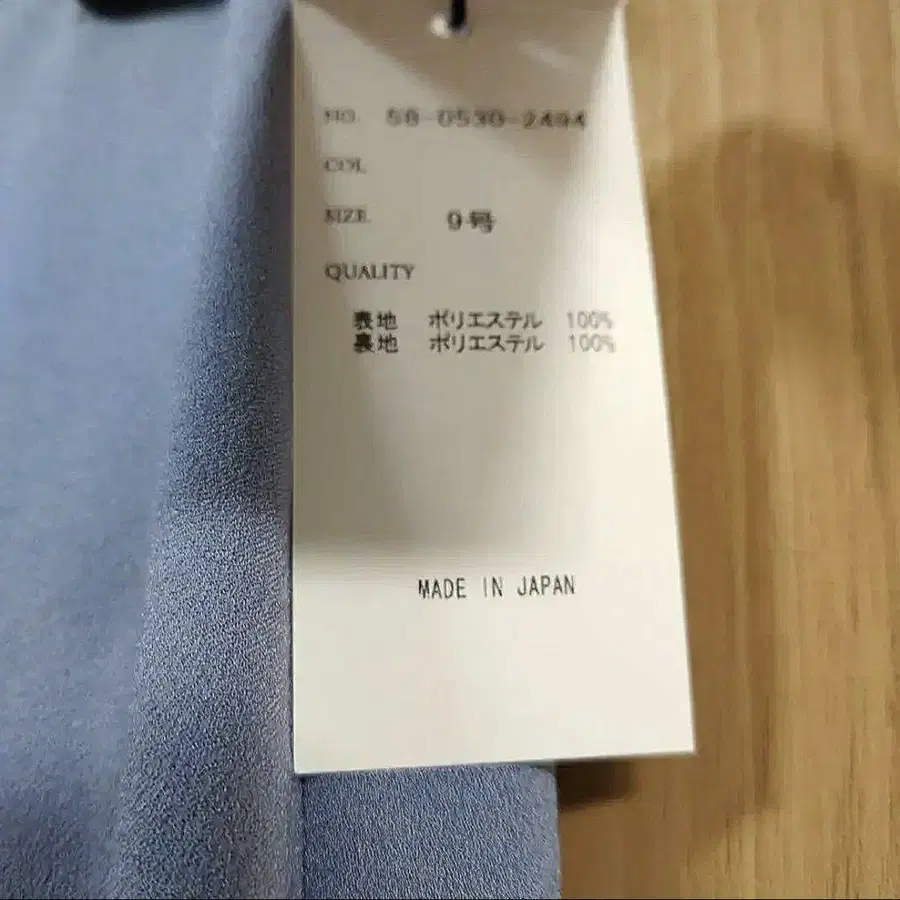 NO. 58-0530-2494
COL
SIZE 9号
QUALITY
表地 ポリエステル 100%
裏地 ポリエステル 100%
MADE IN JAPAN